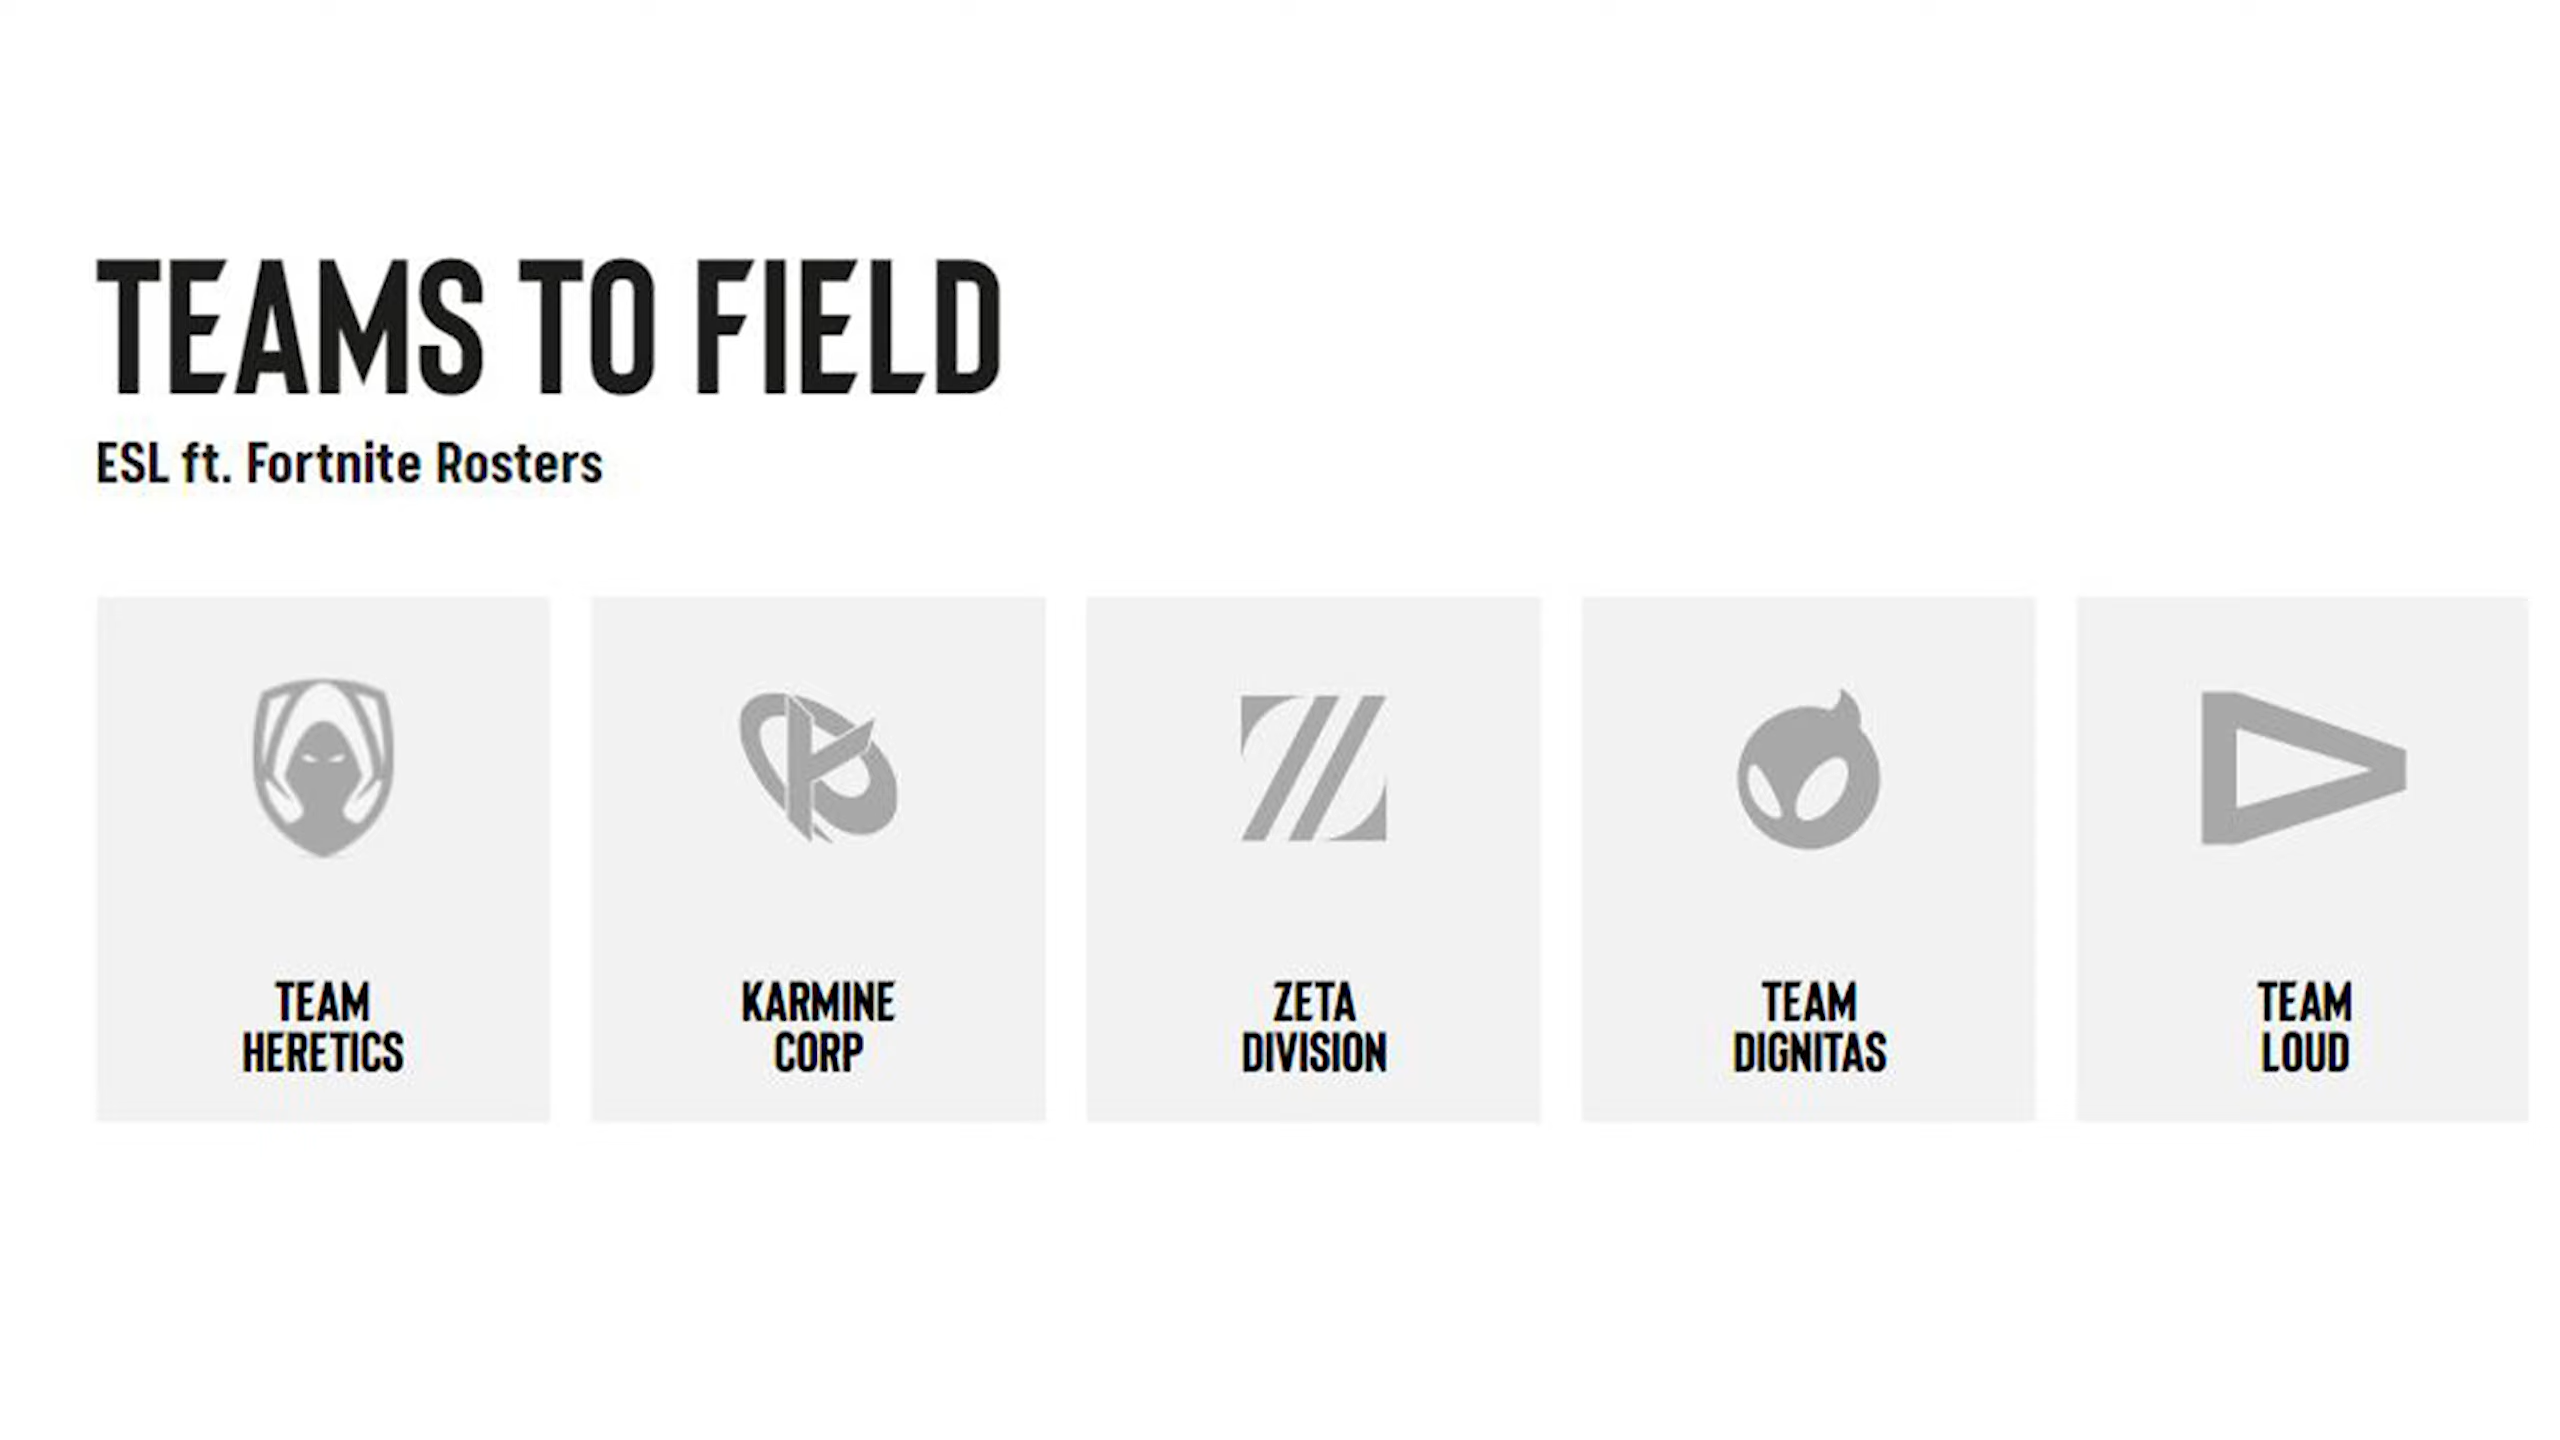 TEAMS TO FIELD
ESL ft. Fortnite Rosters
TEAM
HERETICS
KARMINE
CORP
ZETA
DIVISION
TEAM
DIGNITAS
TEAM
LOUD